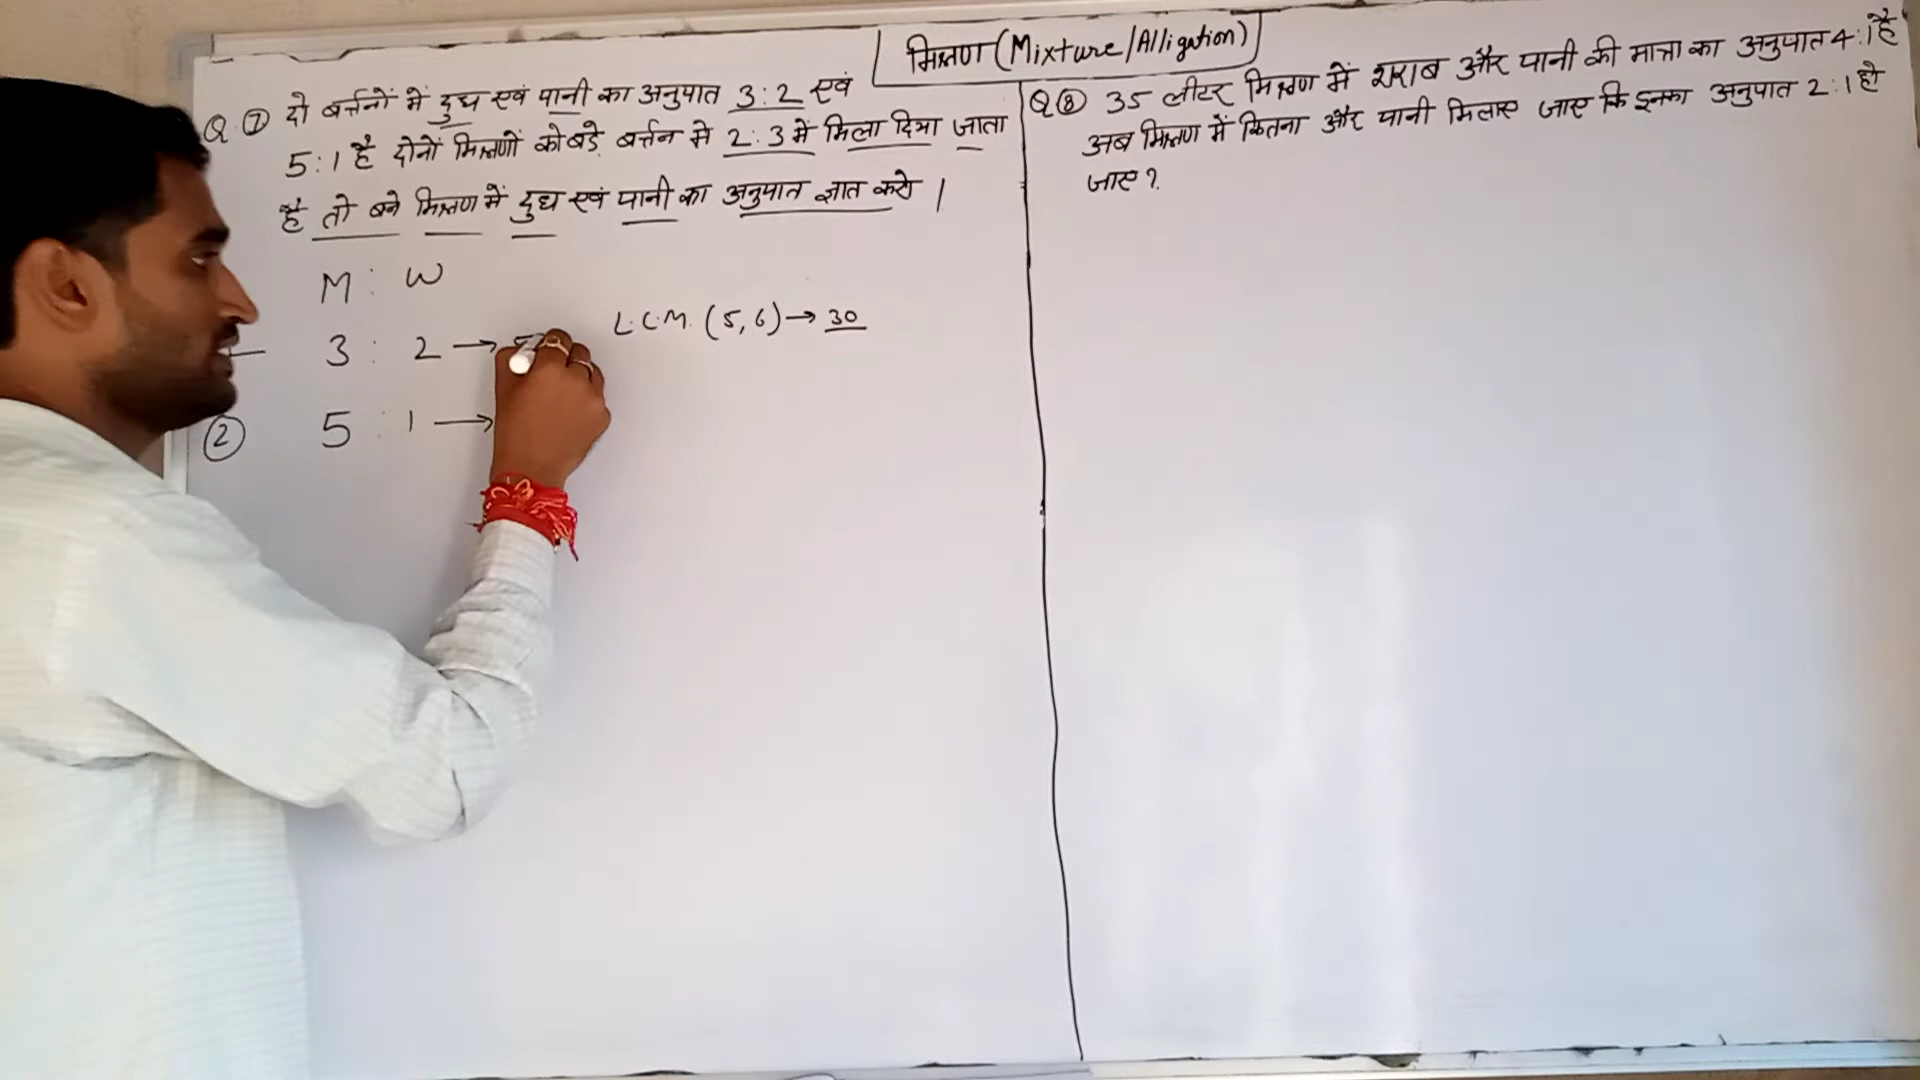 मिश्रण (Mixture/Alligation)
Q ⑦ दो बर्त्तनों में दुध एवं पानी का अनुपात 3:2 एवं
5:1 है दोनों मिश्रणों को बड़े बर्त्तन में 2:3 में मिला दिया जाता
है तो बने मिश्रण में दुध एवं पानी का अनुपात ज्ञात करो |
M : W
3 : 2 →
② 5 : 1 →
L.C.M. (5,6) → 30
Q ⑧ 35 लीटर मिश्रण में शराब और पानी की मात्रा का अनुपात 4:1 है
अब मिश्रण में कितना और पानी मिलाए जाए कि इनका अनुपात 2:1 हो
जाए ?